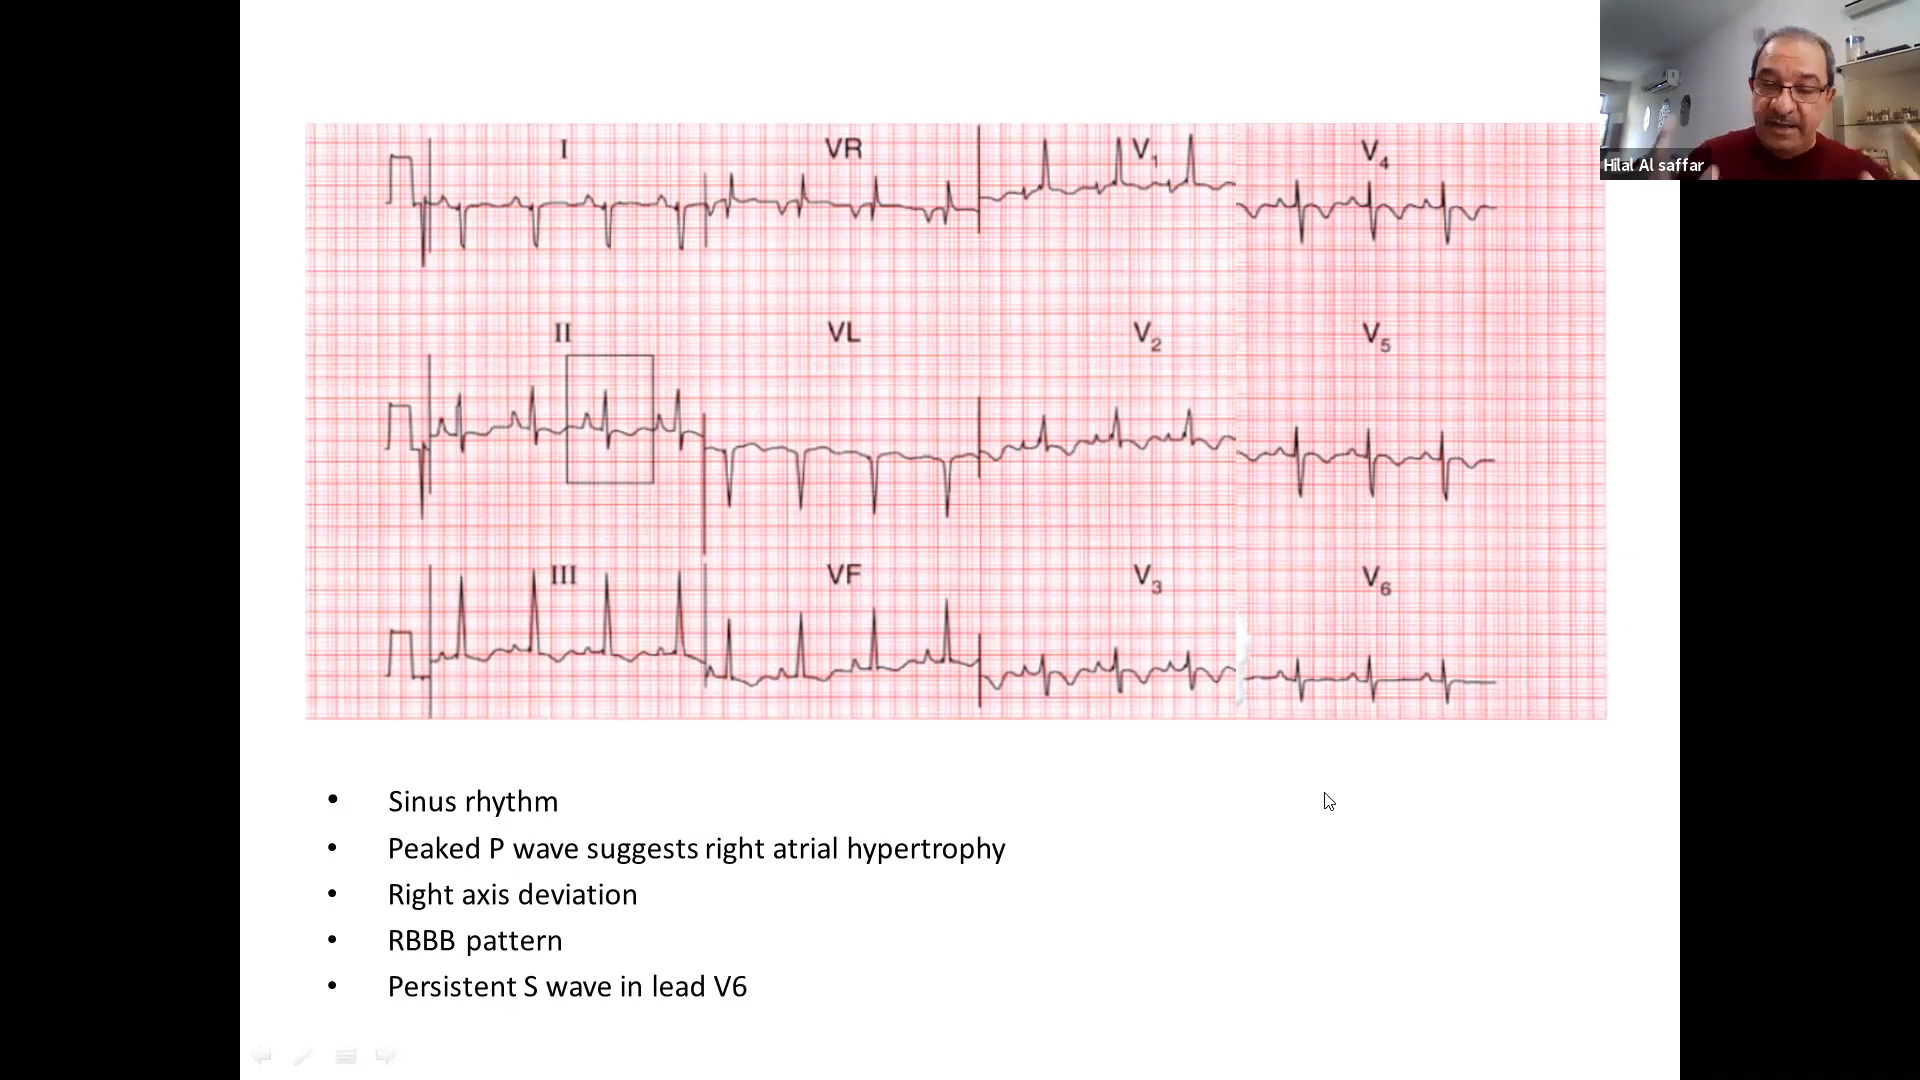 I VR V1 V4
Hilal Al saffar
II VL V2 V5
III VF V3 V6
• Sinus rhythm
• Peaked P wave suggests right atrial hypertrophy
• Right axis deviation
• RBBB pattern
• Persistent S wave in lead V6